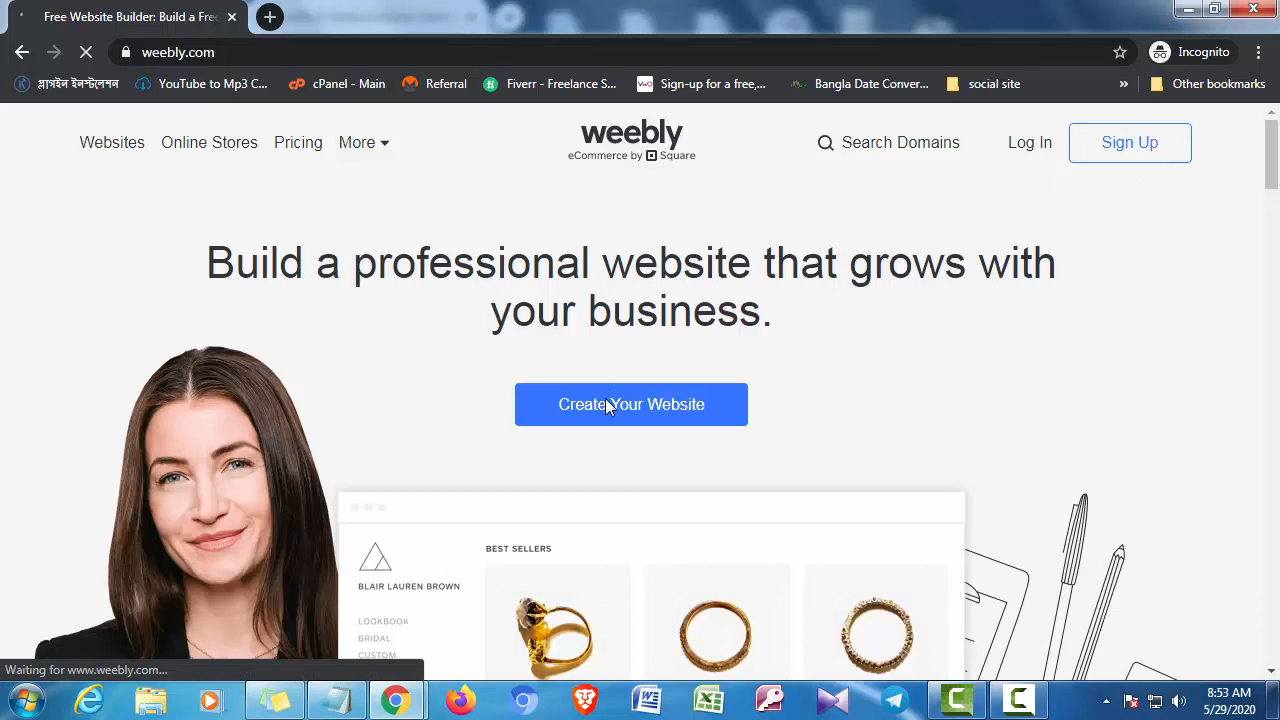 Free Website Builder: Build a Fre
weebly.com
Incognito
প্লাগইন ইনস্টলেশন
YouTube to Mp3 C...
cPanel - Main
Referral
Fiverr - Freelance S...
Sign-up for a free,...
Bangla Date Conver...
social site
»
Other bookmarks
Websites
Online Stores
Pricing
More
weebly
eCommerce by Square
Search Domains
Log In
Sign Up
Build a professional website that grows with
your business.
Create Your Website
BEST SELLERS
BLAIR LAUREN BROWN
LOOKBOOK
BRIDAL
CUSTOM
Waiting for www.weebly.com...
8:53 AM
5/29/2020